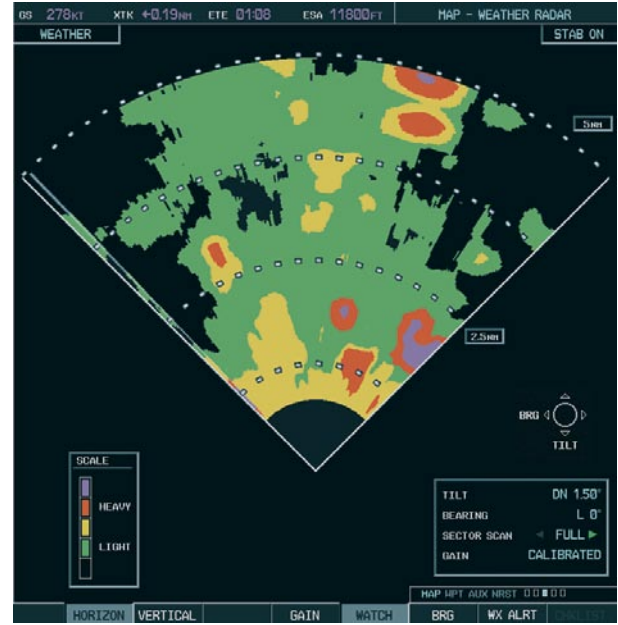 GS 278KT XTK ←0.19NM ETE 01:08 ESA 11800FT MAP - WEATHER RADAR
WEATHER STAB ON
5NM
2.5NM
BRG
TILT
SCALE
HEAVY
LIGHT
TILT DN 1.50°
BEARING L 0°
SECTOR SCAN FULL
GAIN CALIBRATED
MAP WPT AUX NRST
HORIZON VERTICAL GAIN WATCH BRG WX ALRT CHKLIST